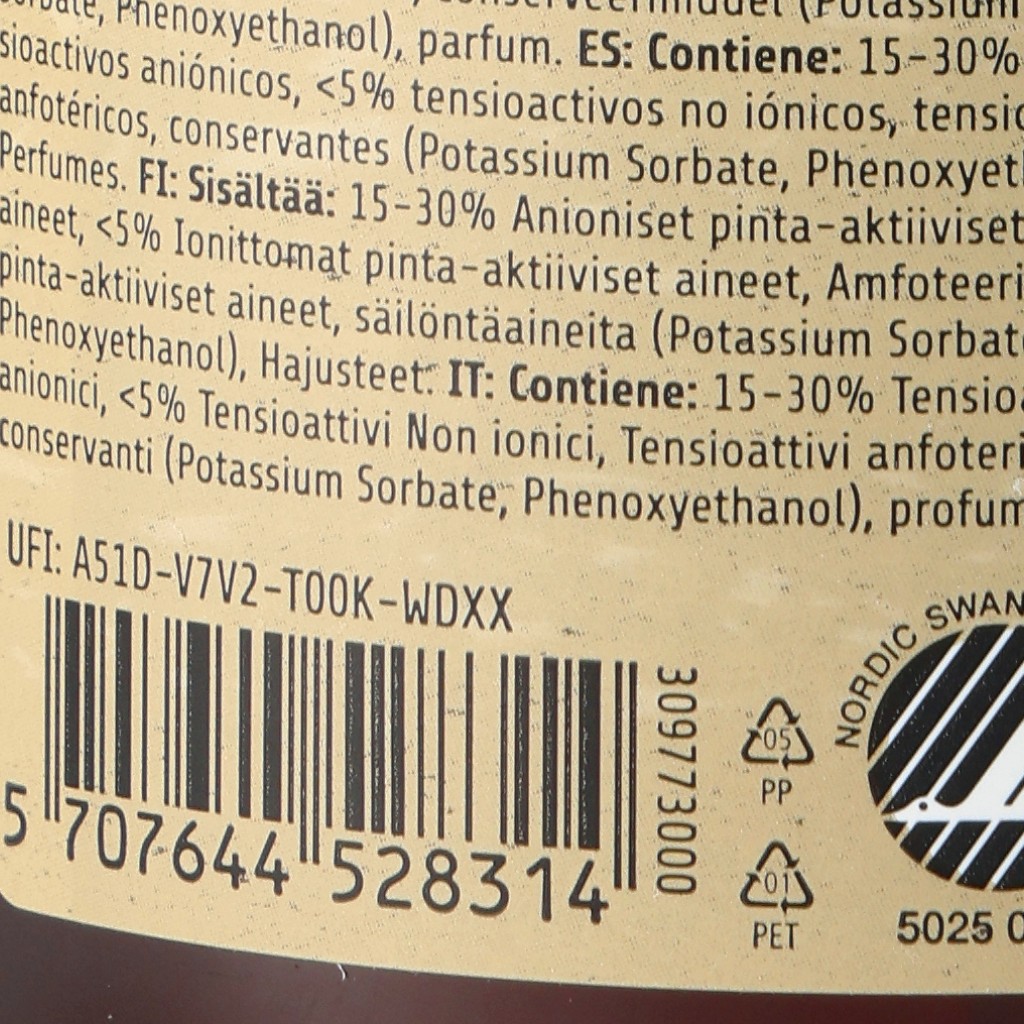 Phenoxyethanol), parfum. ES: Contiene: 15-30%
sioactivos aniónicos, <5% tensioactivos no iónicos, tensio
anfotéricos, conservantes (Potassium Sorbate, Phenoxyeth
Perfumes. FI: Sisältää: 15-30% Anioniset pinta-aktiiviset
aineet, <5% Ionittomat pinta-aktiiviset aineet, Amfoteeri
pinta-aktiiviset aineet, säilöntäaineita (Potassium Sorbat
Phenoxyethanol), Hajusteet. IT: Contiene: 15-30% Tensioa
anionici, <5% Tensioattivi Non ionici, Tensioattivi anfoteri
conservanti (Potassium Sorbate, Phenoxyethanol), profum
UFI: A51D-V7V2-T00K-WDXX
5 707644 528314
309773000
05
PP
01
PET
NORDIC SWAN
5025